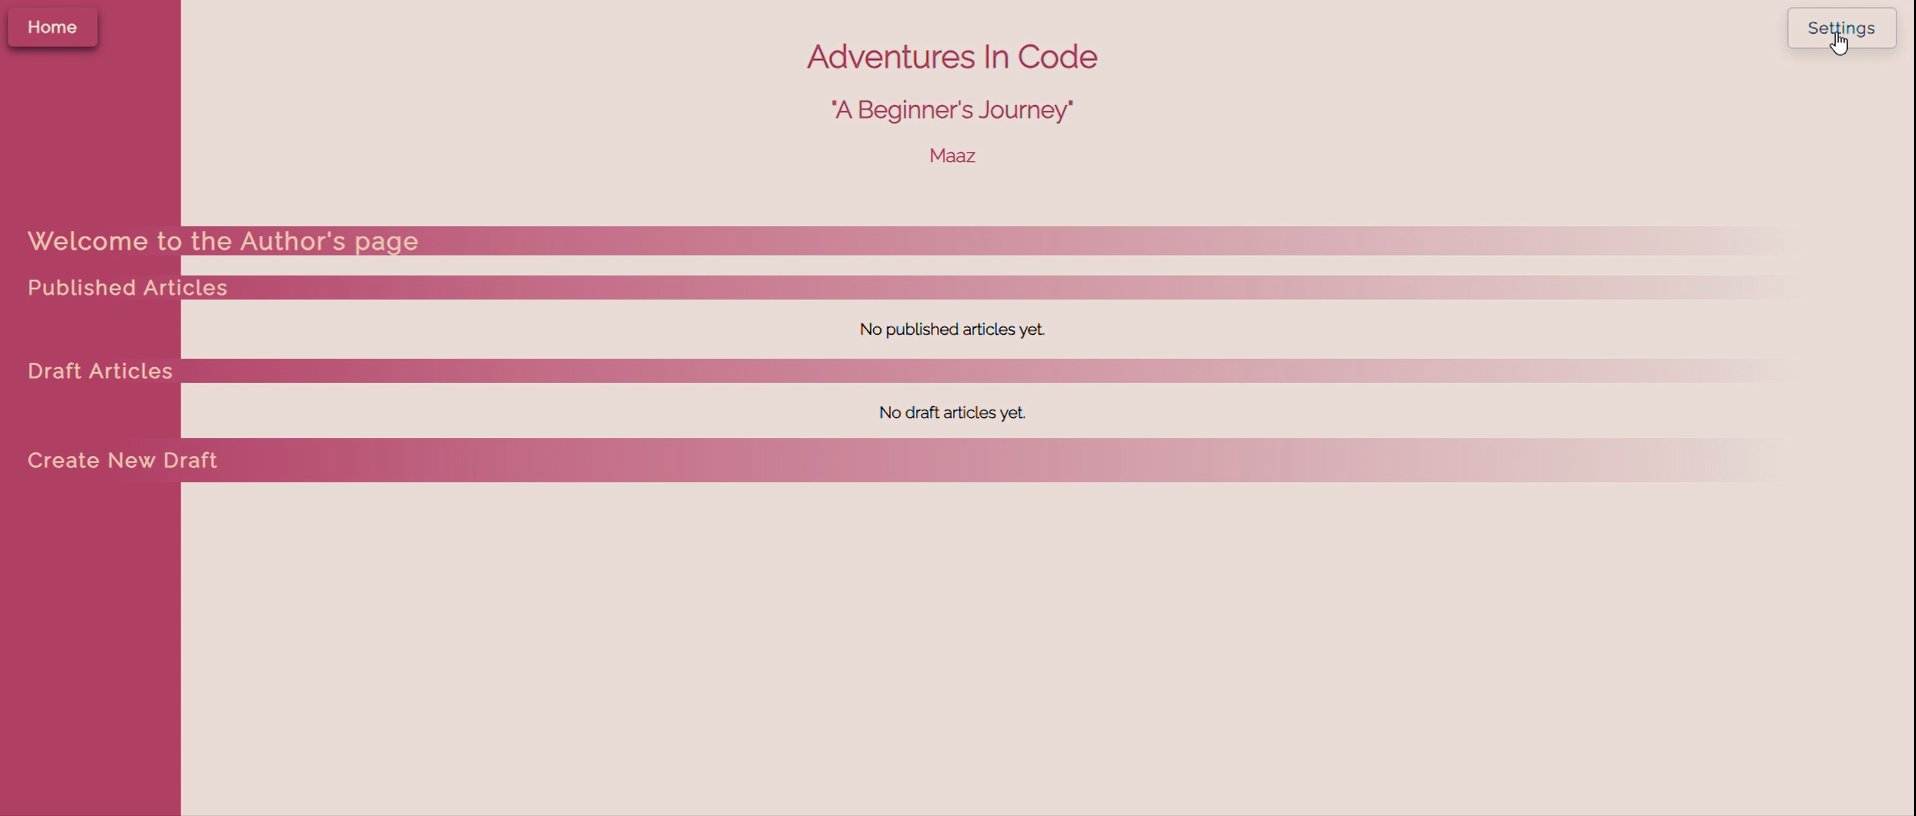 Home
Settings
Adventures In Code
"A Beginner's Journey"
Maaz
Welcome to the Author's page
Published Articles
No published articles yet.
Draft Articles
No draft articles yet.
Create New Draft